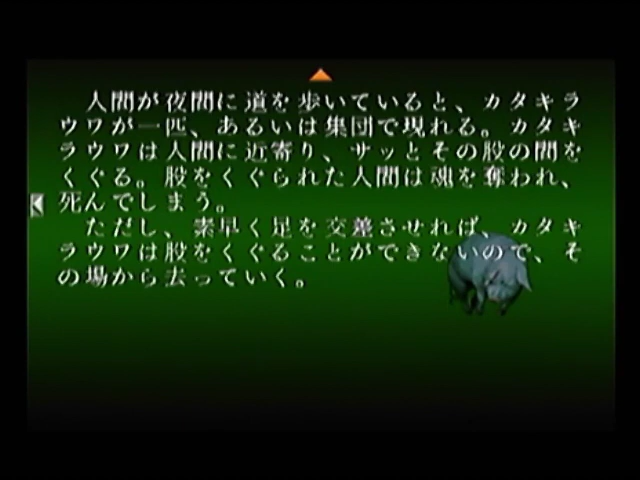 人間が夜間に道を歩いていると、カタキラ
ウワが一匹、あるいは集団で現れる。カタキ
ラウワは人間に近寄り、サッとその股の間を
くぐる。股をくぐられた人間は魂を奪われ、
死んでしまう。
ただし、素早く足を交差させれば、カタキ
ラウワは股をくぐることができないので、そ
の場から去っていく。